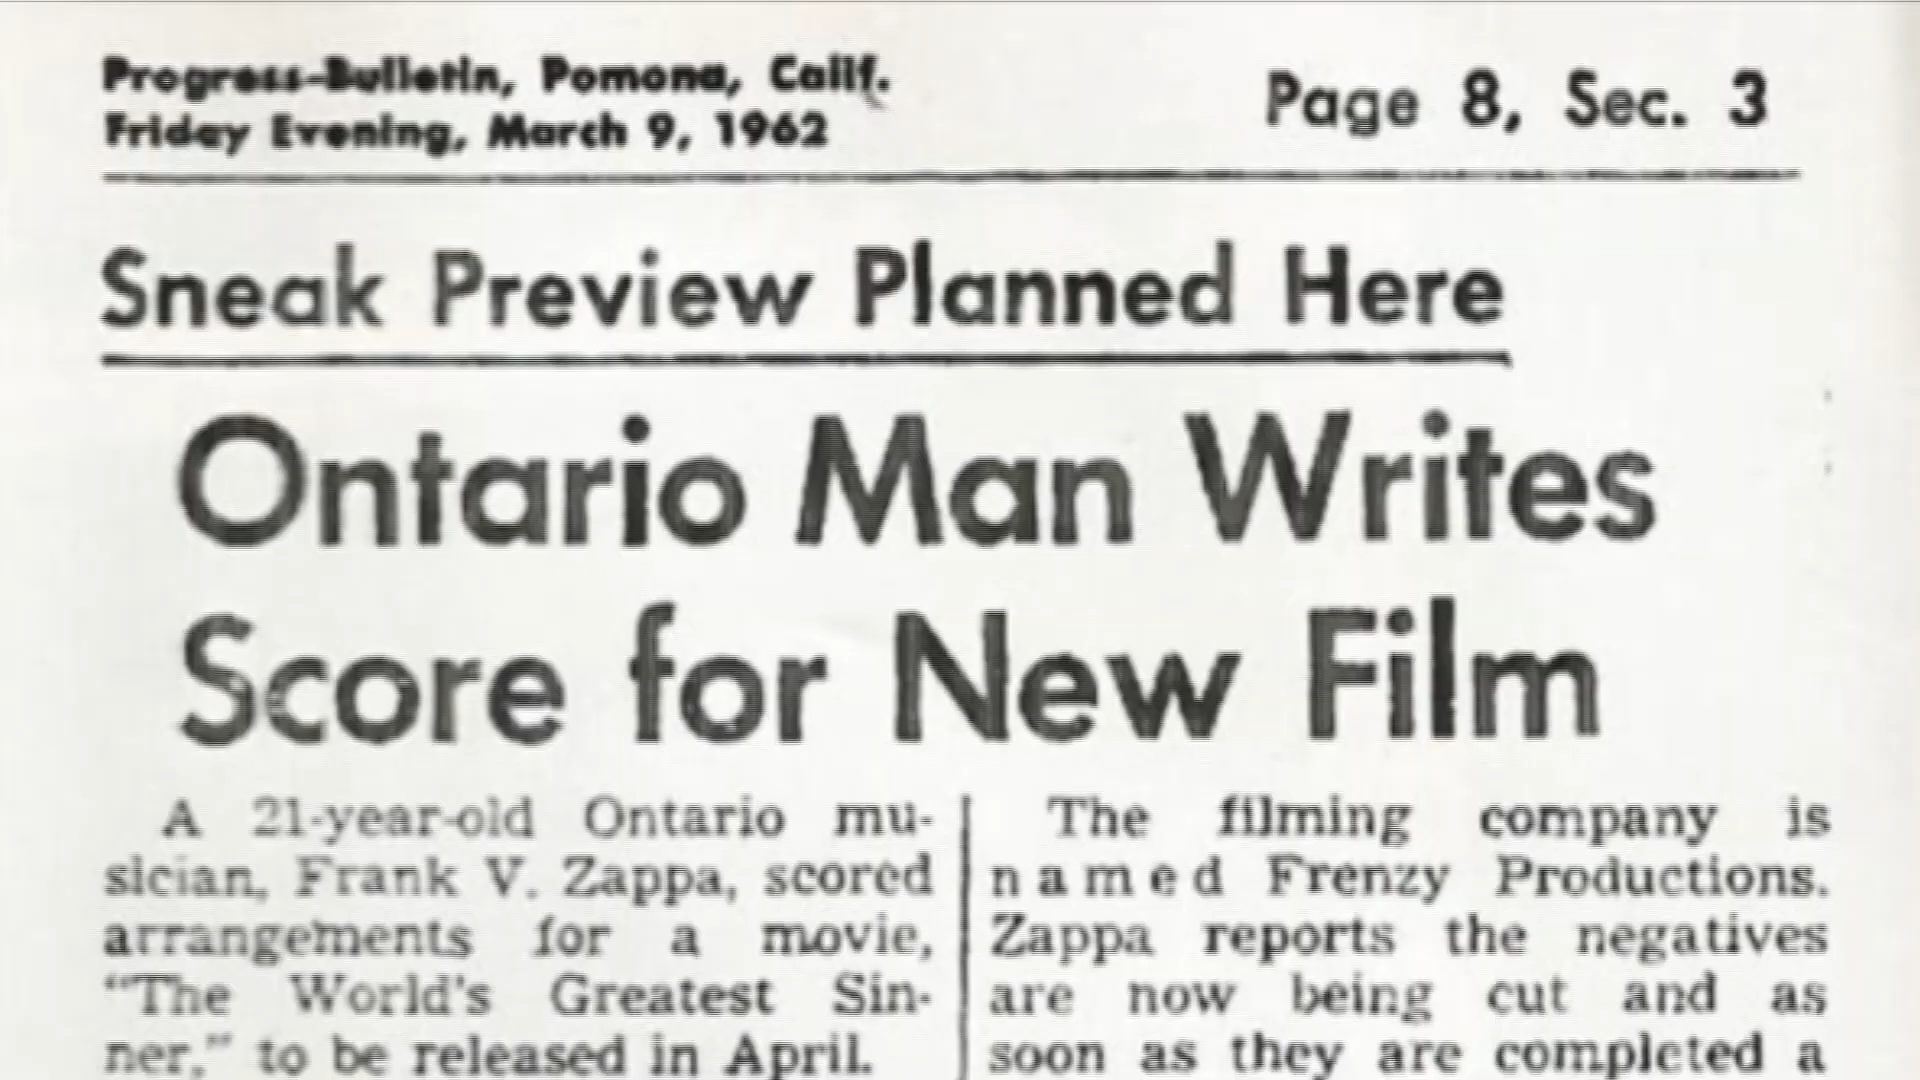 Progress-Bulletin, Pomona, Calif.
Friday Evening, March 9, 1962
Page 8, Sec. 3
Sneak Preview Planned Here
Ontario Man Writes
Score for New Film
A 21-year-old Ontario mu-
sician, Frank V. Zappa, scored
arrangements for a movie,
"The World's Greatest Sin-
ner," to be released in April.
The filming company is
named Frenzy Productions.
Zappa reports the negatives
are now being cut and as
soon as they are completed a